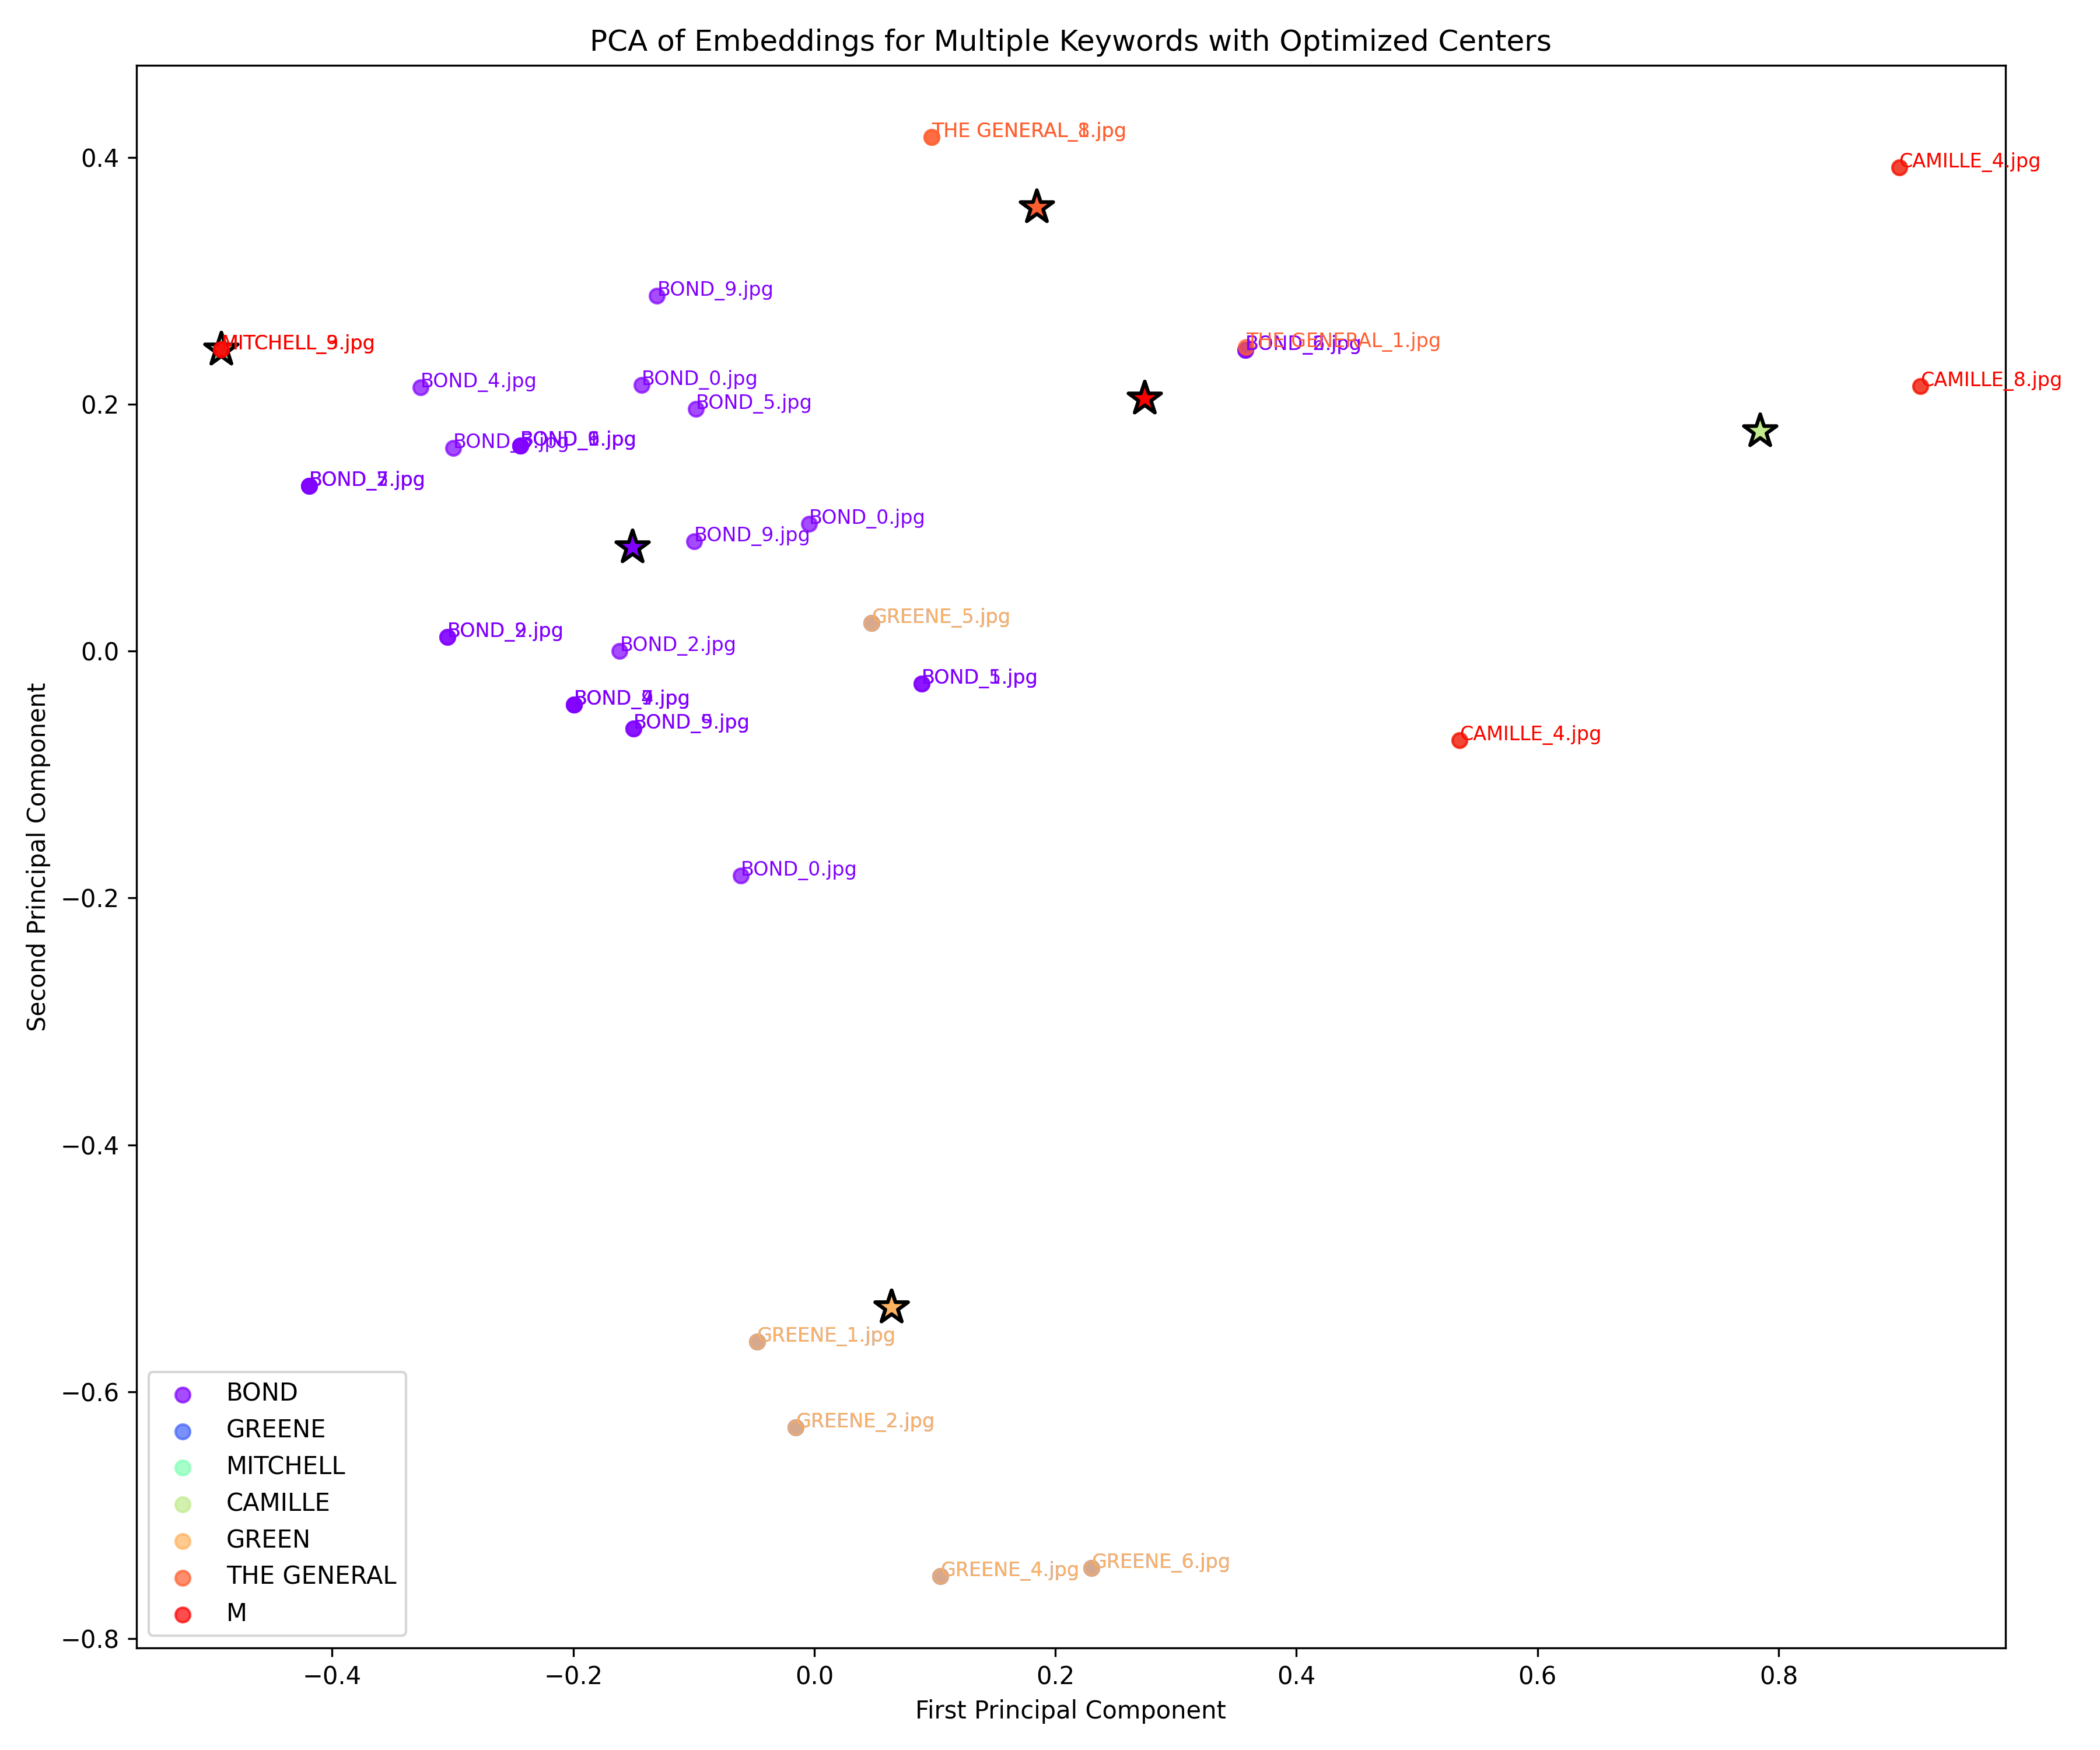 PCA of Embeddings for Multiple Keywords with Optimized Centers
CAMILLE_4.jpg
BOND_9.jpg
THE GENERAL_1.jpg
CAMILLE_8.jpg
BOND_4.jpg
BOND_0.jpg
BOND_5.jpg
BOND_0.jpg
BOND_9.jpg
GREENE_5.jpg
BOND_2.jpg
CAMILLE_4.jpg
BOND_0.jpg
GREENE_1.jpg
GREENE_2.jpg
GREENE_4.jpg
GREENE_6.jpg
0.4
0.2
0.0
−0.2
−0.4
−0.6
−0.8
Second Principal Component
BOND
GREENE
MITCHELL
CAMILLE
GREEN
THE GENERAL
M
−0.4
−0.2
0.0
0.2
0.4
0.6
0.8
First Principal Component